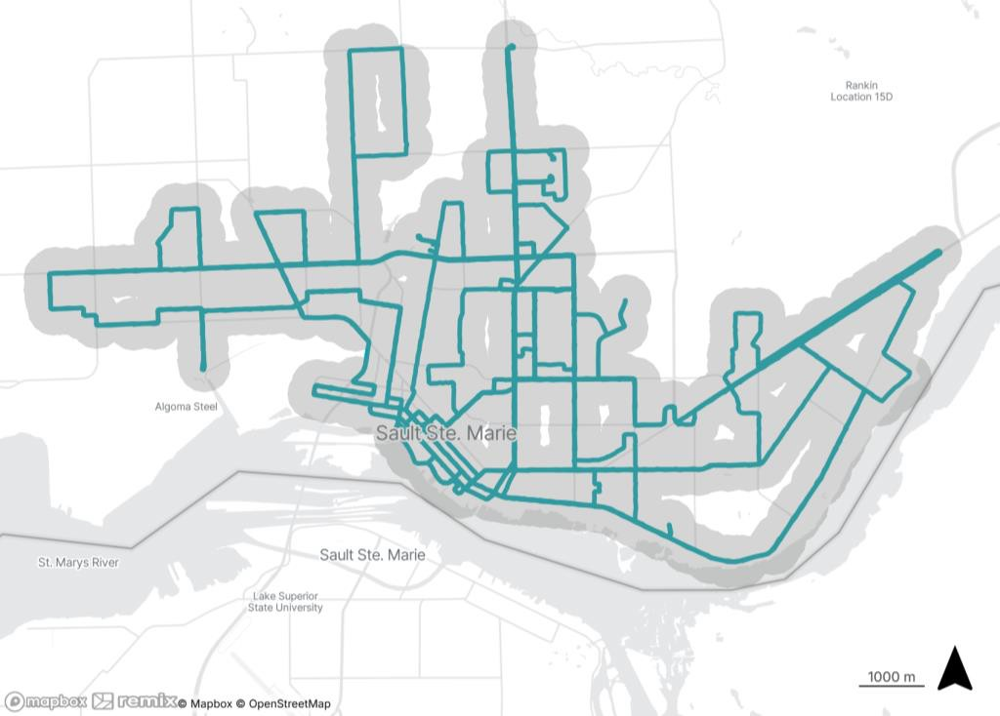 Rankin
Location 15D
Algoma Steel
Sault Ste. Marie
Sault Ste. Marie
St. Marys River
Lake Superior
State University
1000 m
mapbox remix © Mapbox © OpenStreetMap